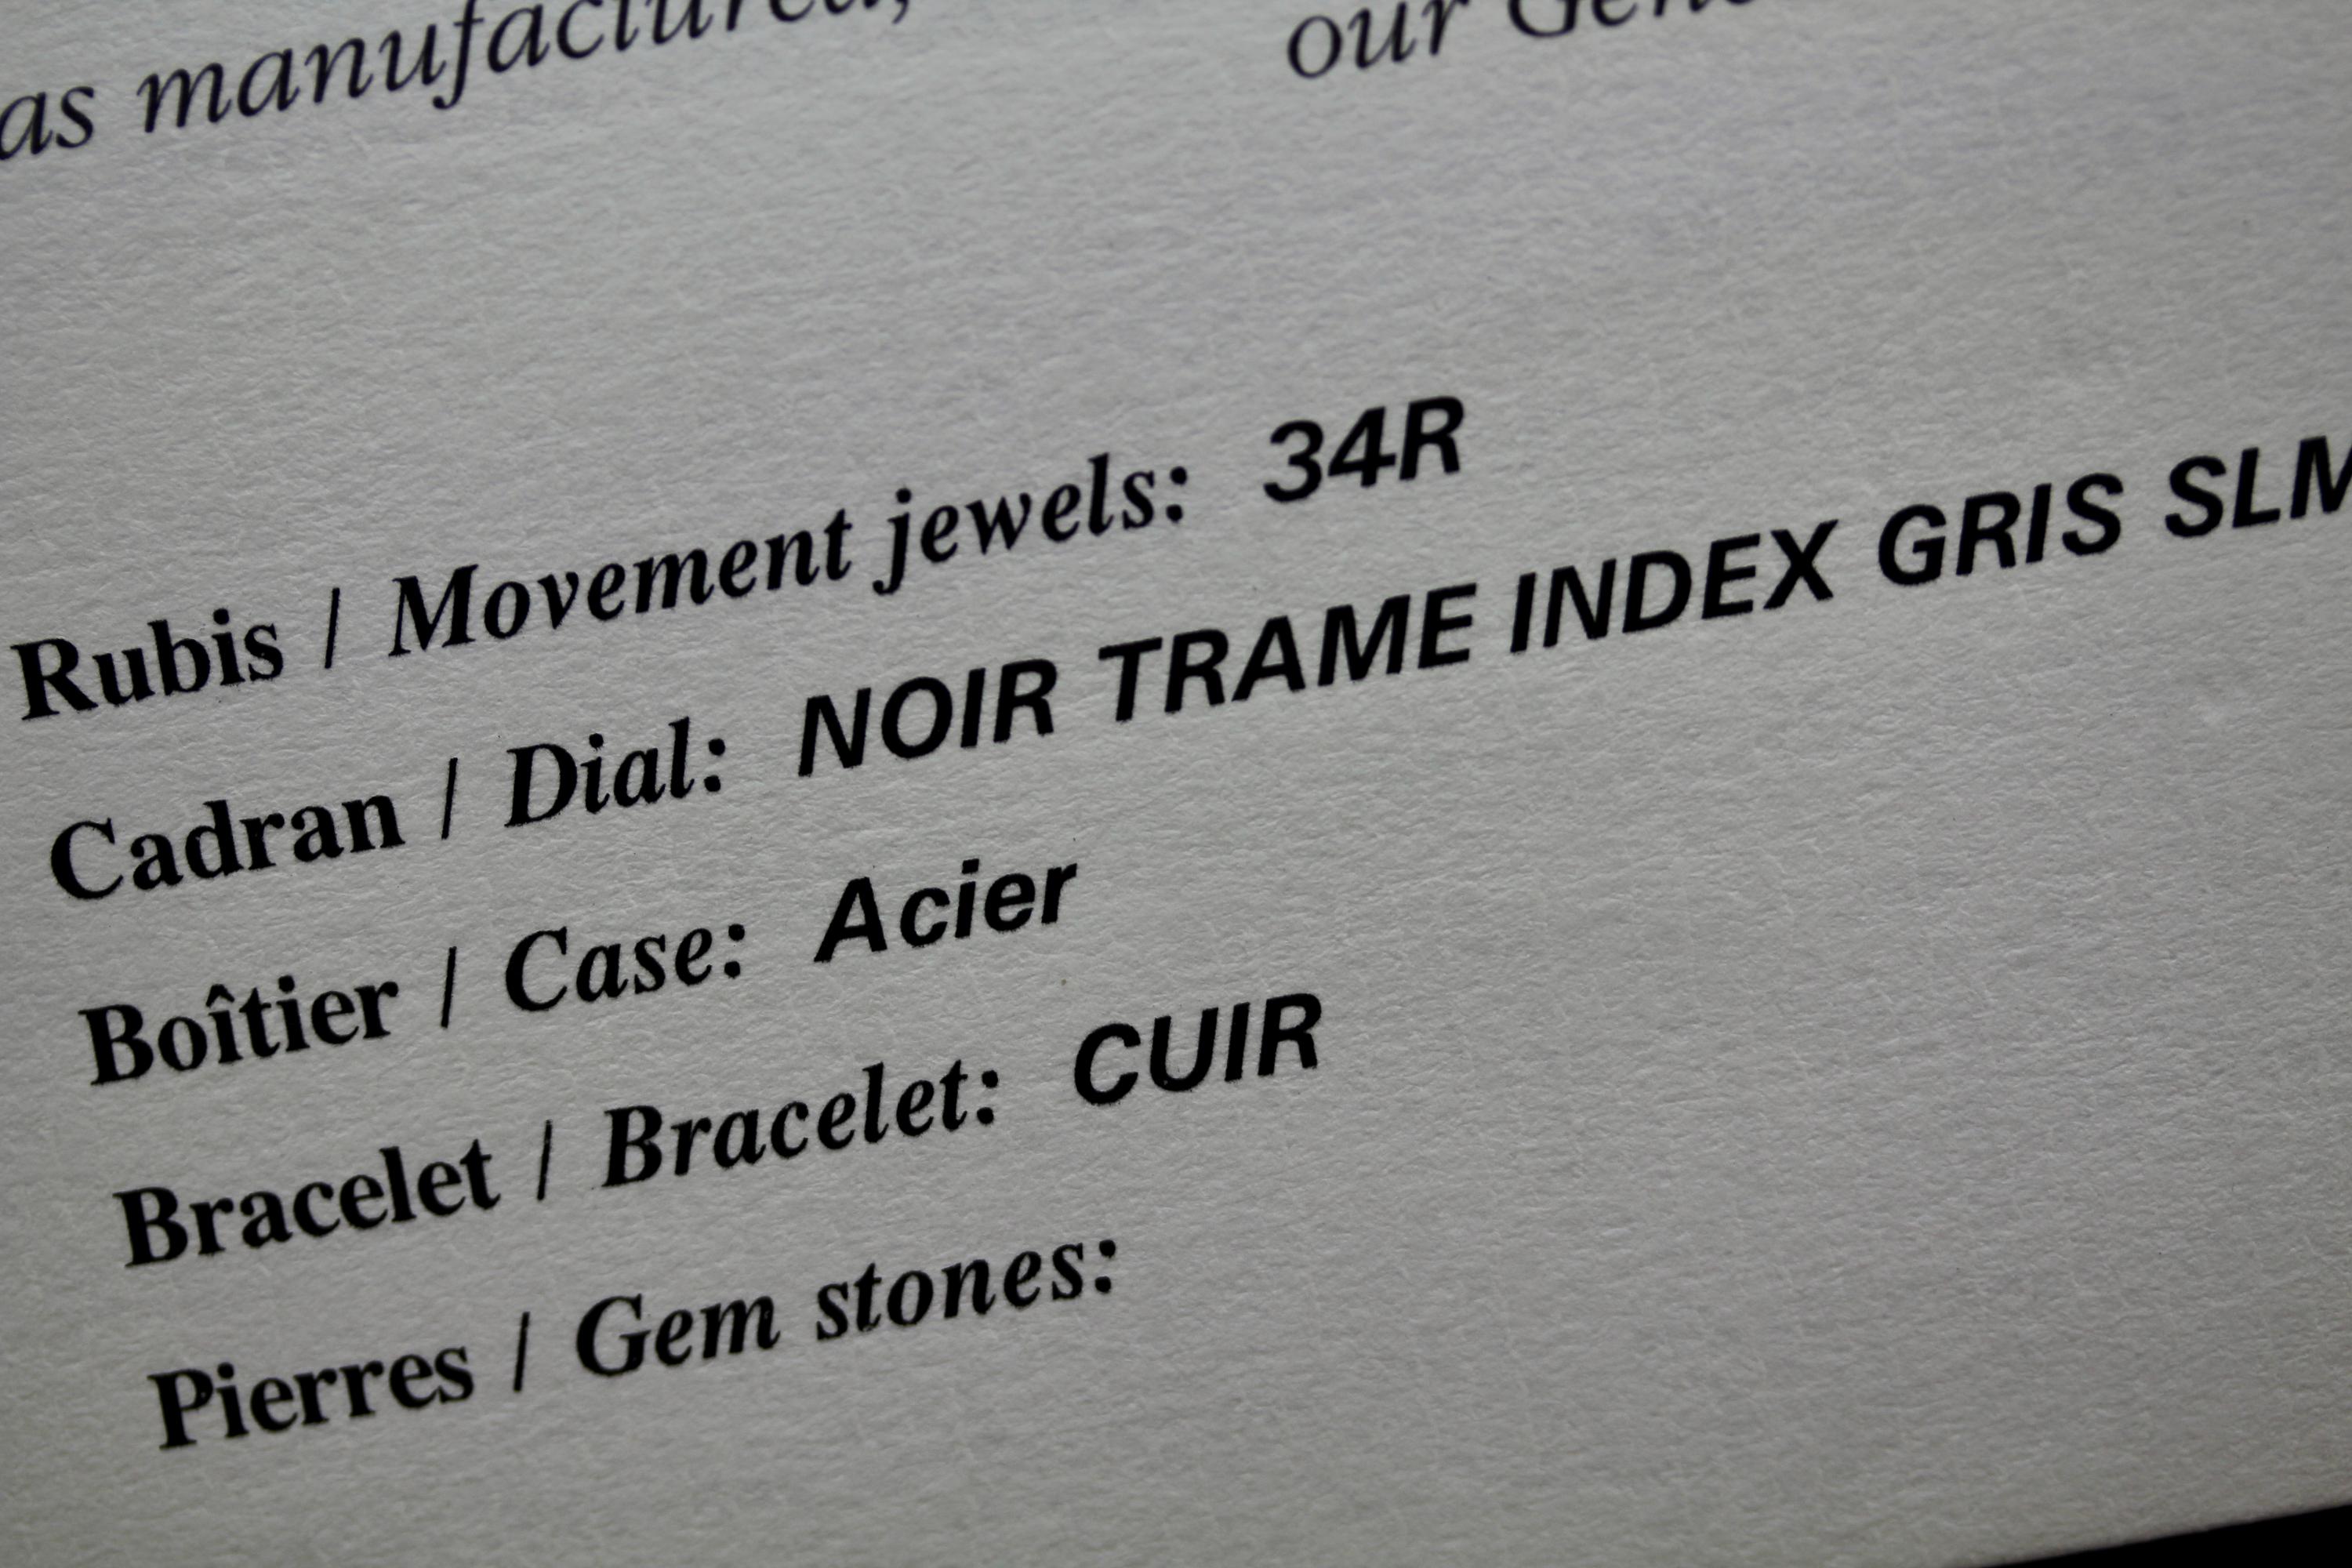 as manufactured,
our
Rubis / Movement jewels: 34R
Cadran / Dial: NOIR TRAME INDEX GRIS SLM
Boîtier / Case: Acier
Bracelet / Bracelet: CUIR
Pierres / Gem stones: